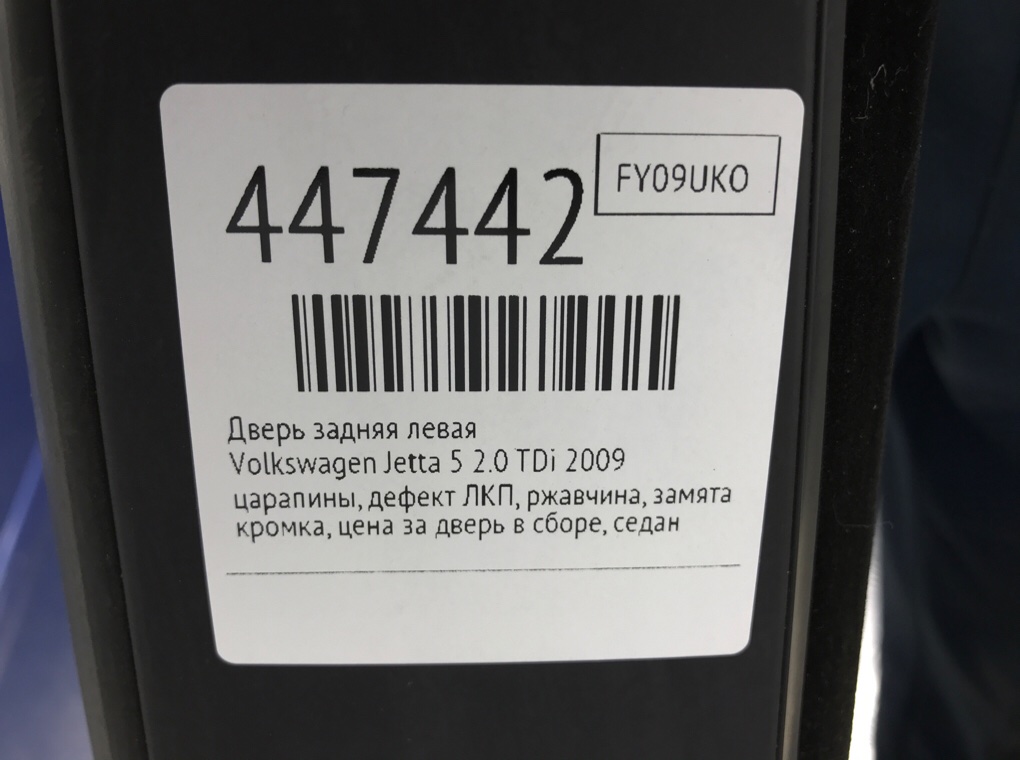 FY09UKO
447442
Дверь задняя левая
Volkswagen Jetta 5 2.0 TDi 2009
царапины, дефект ЛКП, ржавчина, замята
кромка, цена за дверь в сборе, седан